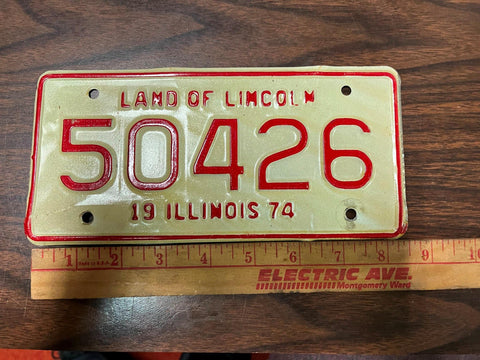 LAND OF LINCOLN
50426
19 ILLINOIS 74
1 2 3 4 5 6 7 8 9 10
ELECTRIC AVE.
Montgomery Ward